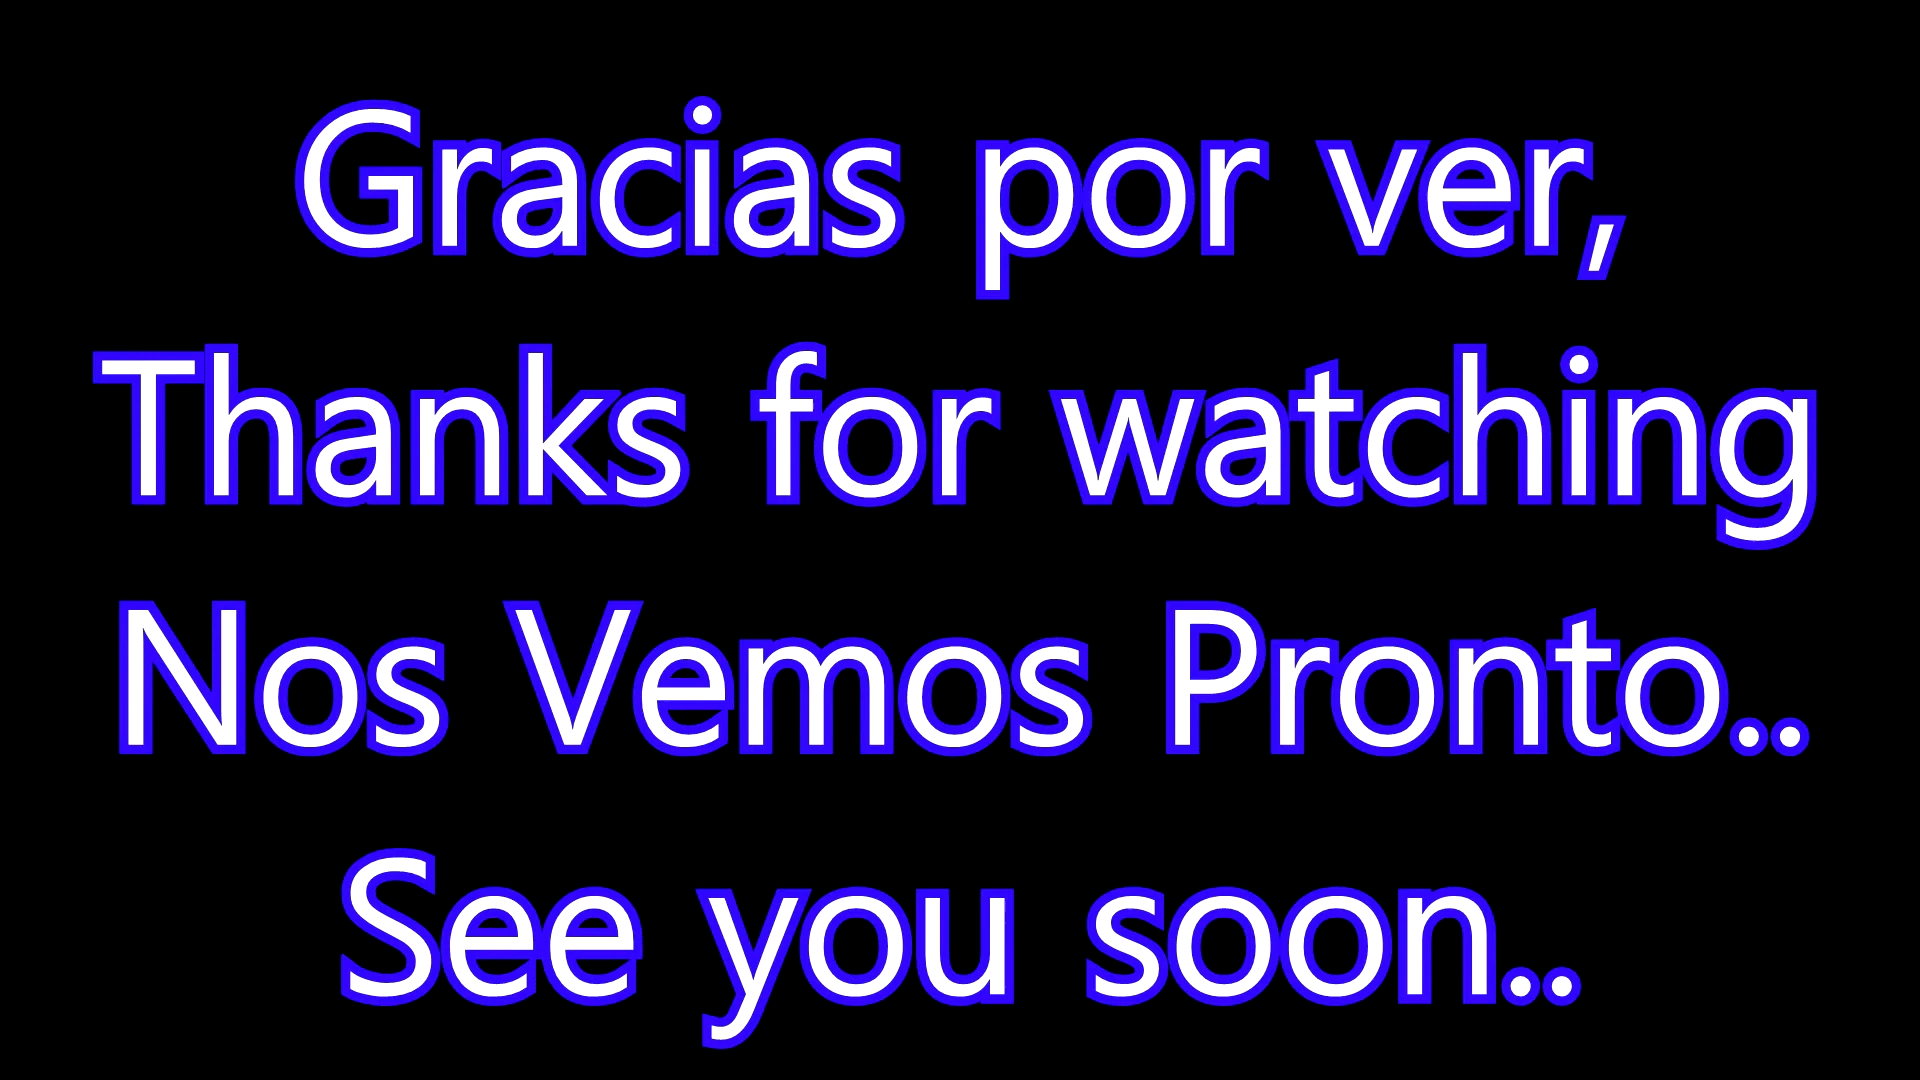 Gracias por ver,
Thanks for watching
Nos Vemos Pronto..
See you soon..